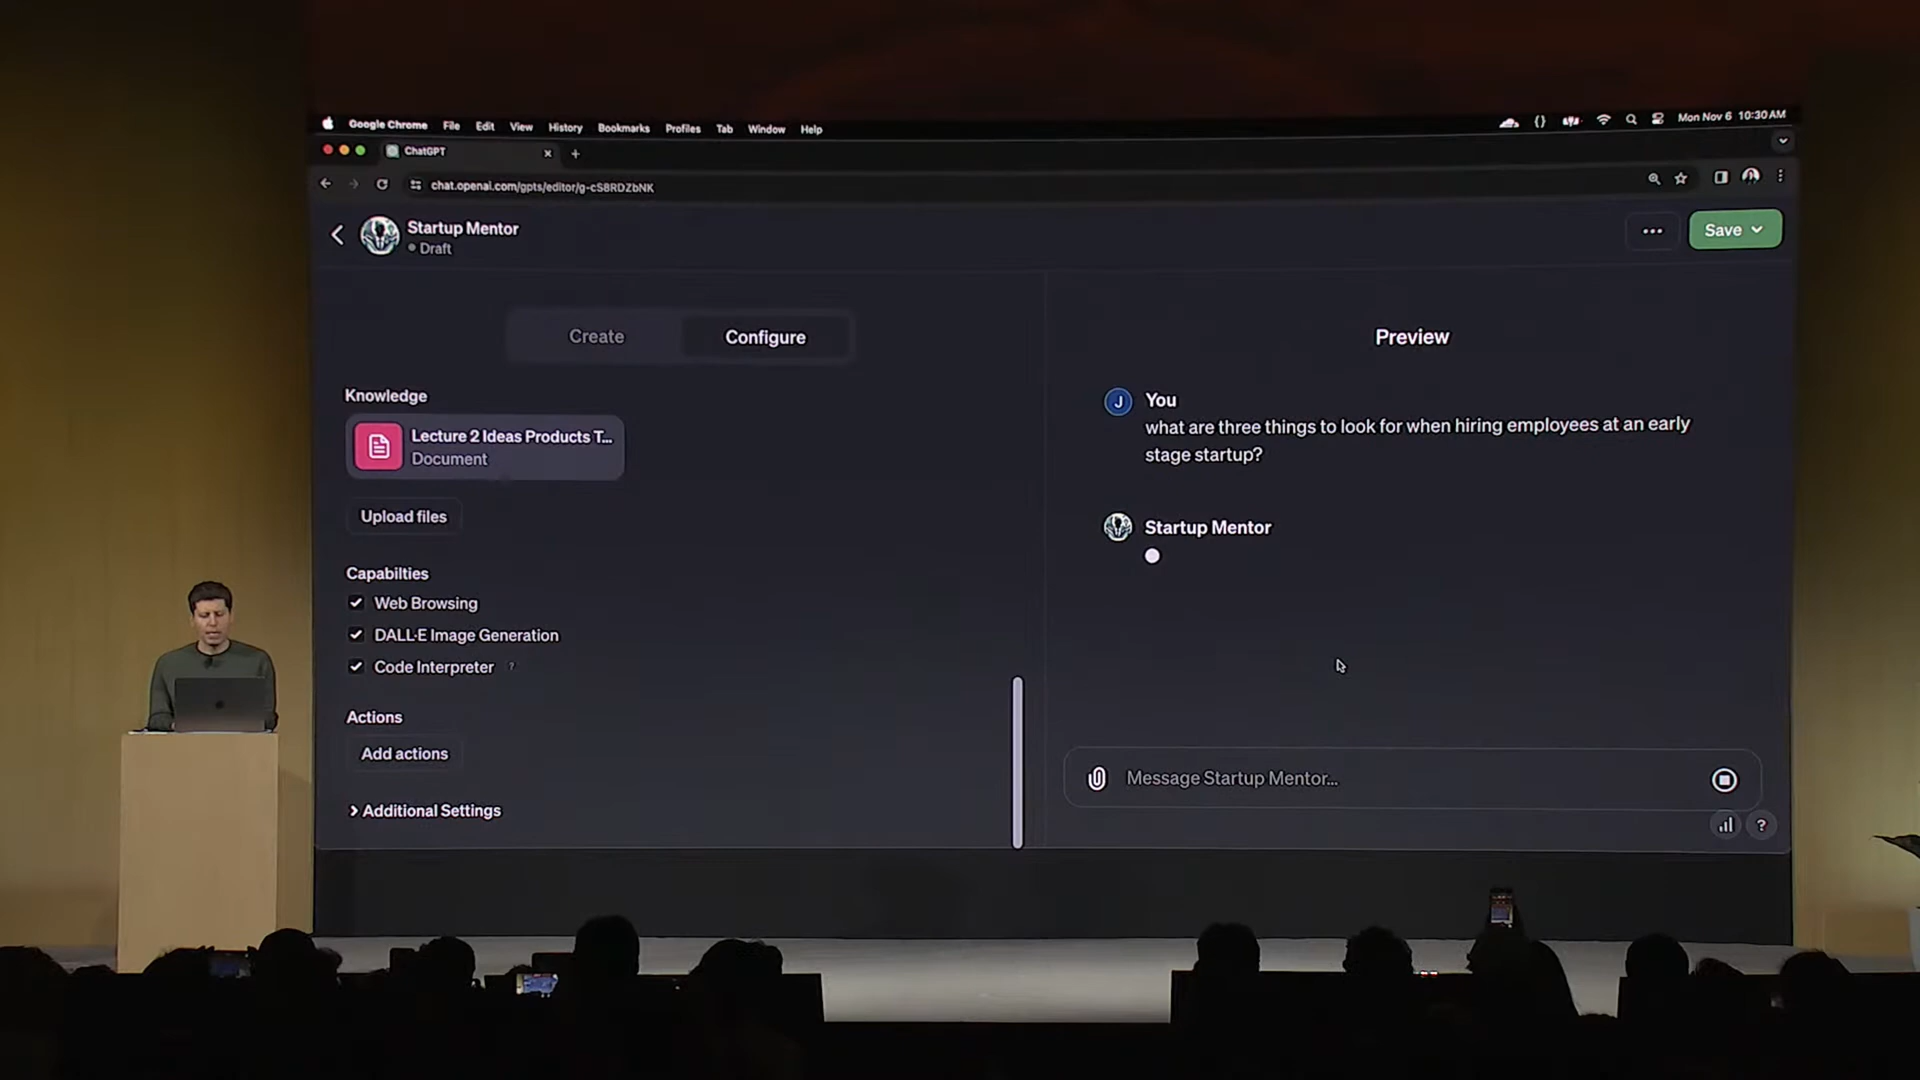 Google Chrome File Edit View History Bookmarks Profiles Tab Window Help
Mon Nov 6 10:30 AM
ChatGPT
chat.openai.com/gpts/editor/g-cS8RDZbNK
Startup Mentor
Draft
Save
Create
Configure
Knowledge
Lecture 2 Ideas Products T...
Document
Upload files
Capabilties
Web Browsing
DALL·E Image Generation
Code Interpreter ?
Actions
Add actions
Additional Settings
Preview
J
You
what are three things to look for when hiring employees at an early
stage startup?
Startup Mentor
Message Startup Mentor...
?